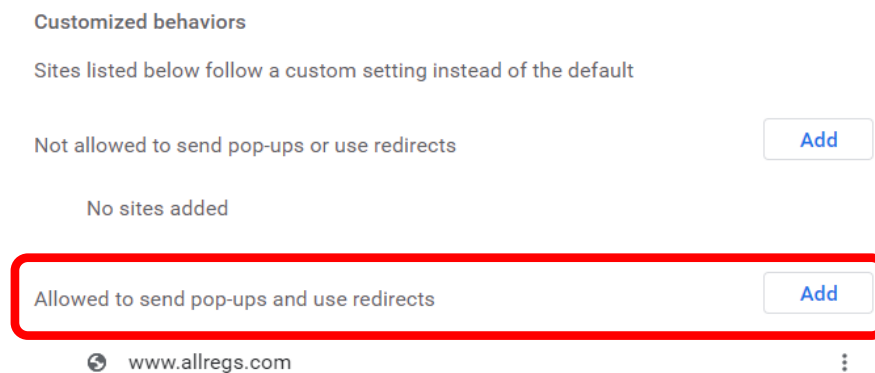 Customized behaviors
Sites listed below follow a custom setting instead of the default
Not allowed to send pop-ups or use redirects Add
No sites added
Allowed to send pop-ups and use redirects Add
www.allregs.com